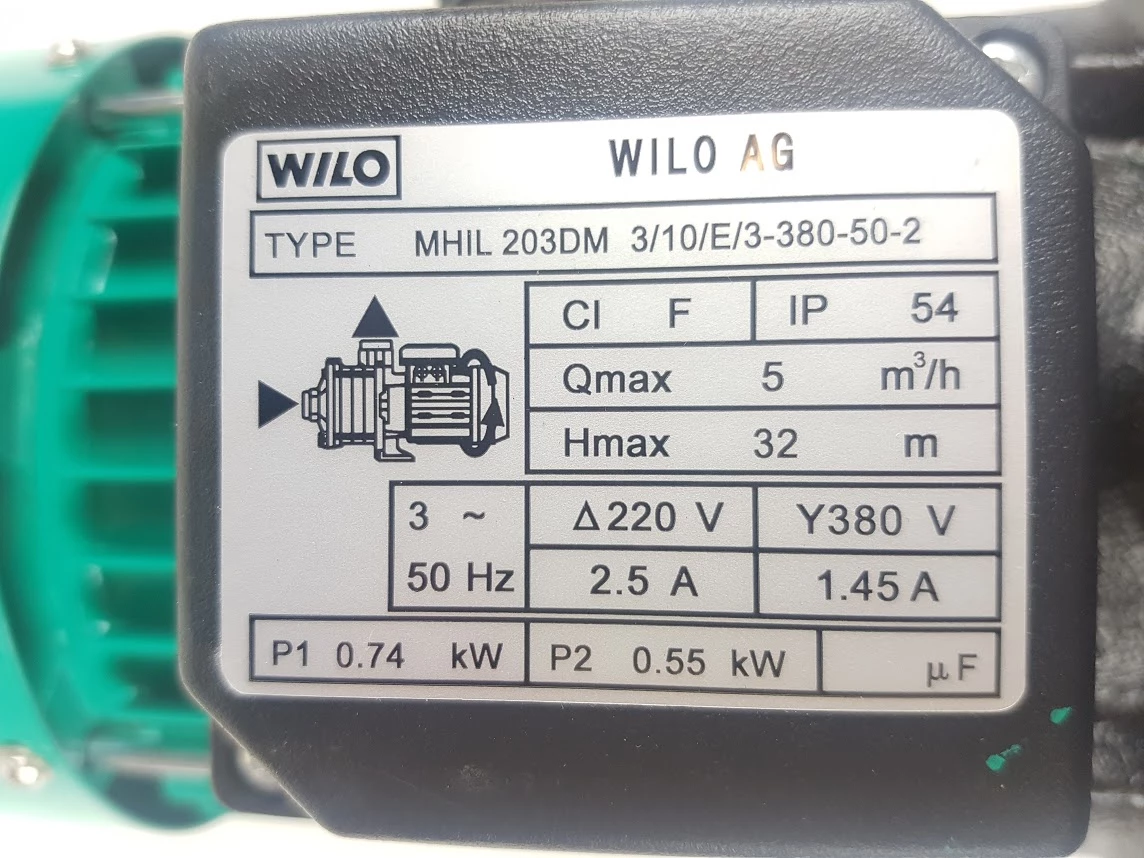 WILO WILO AG
TYPE MHIL 203DM 3/10/E/3-380-50-2
CI F IP 54
Qmax 5 m³/h
Hmax 32 m
3 ~ Δ220 V Y380 V
50 Hz 2.5 A 1.45 A
P1 0.74 kW P2 0.55 kW μF